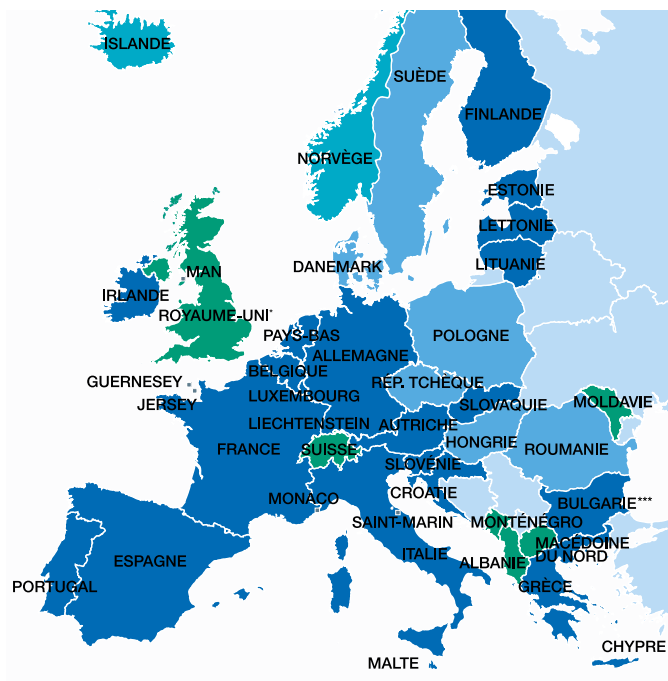 ISLANDE
SUÈDE
FINLANDE
NORVÈGE
ESTONIE
LETTONIE
LITUANIE
DANEMARK
MAN
IRLANDE
ROYAUME-UNI*
PAYS-BAS
POLOGNE
ALLEMAGNE
BELGIQUE
GUERNESEY
RÉP. TCHÈQUE
LUXEMBOURG
JERSEY
SLOVAQUIE
MOLDAVIE
LIECHTENSTEIN
AUTRICHE
FRANCE
SUISSE
HONGRIE
ROUMANIE
SLOVÉNIE
CROATIE
MONACO
BULGARIE***
SAINT-MARIN
MONTÉNÉGRO
MACÉDOINE
DU NORD
ITALIE
ALBANIE
ESPAGNE
PORTUGAL
GRÈCE
CHYPRE
MALTE